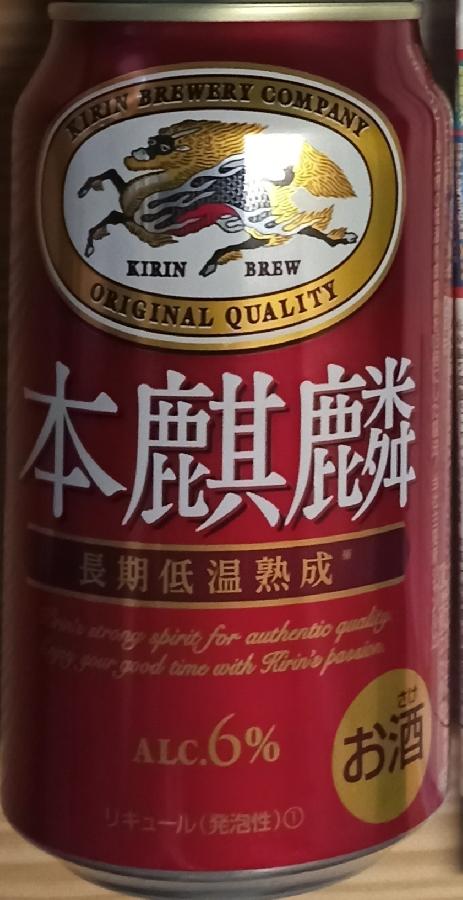 KIRIN BREWERY COMPANY
KIRIN BREW
ORIGINAL QUALITY
本麒麟
長期低温熟成※
Kirin's strong spirit for authentic quality.
Enjoy your good time with Kirin's passion.
ALC.6%
さけ
お酒
リキュール(発泡性)①